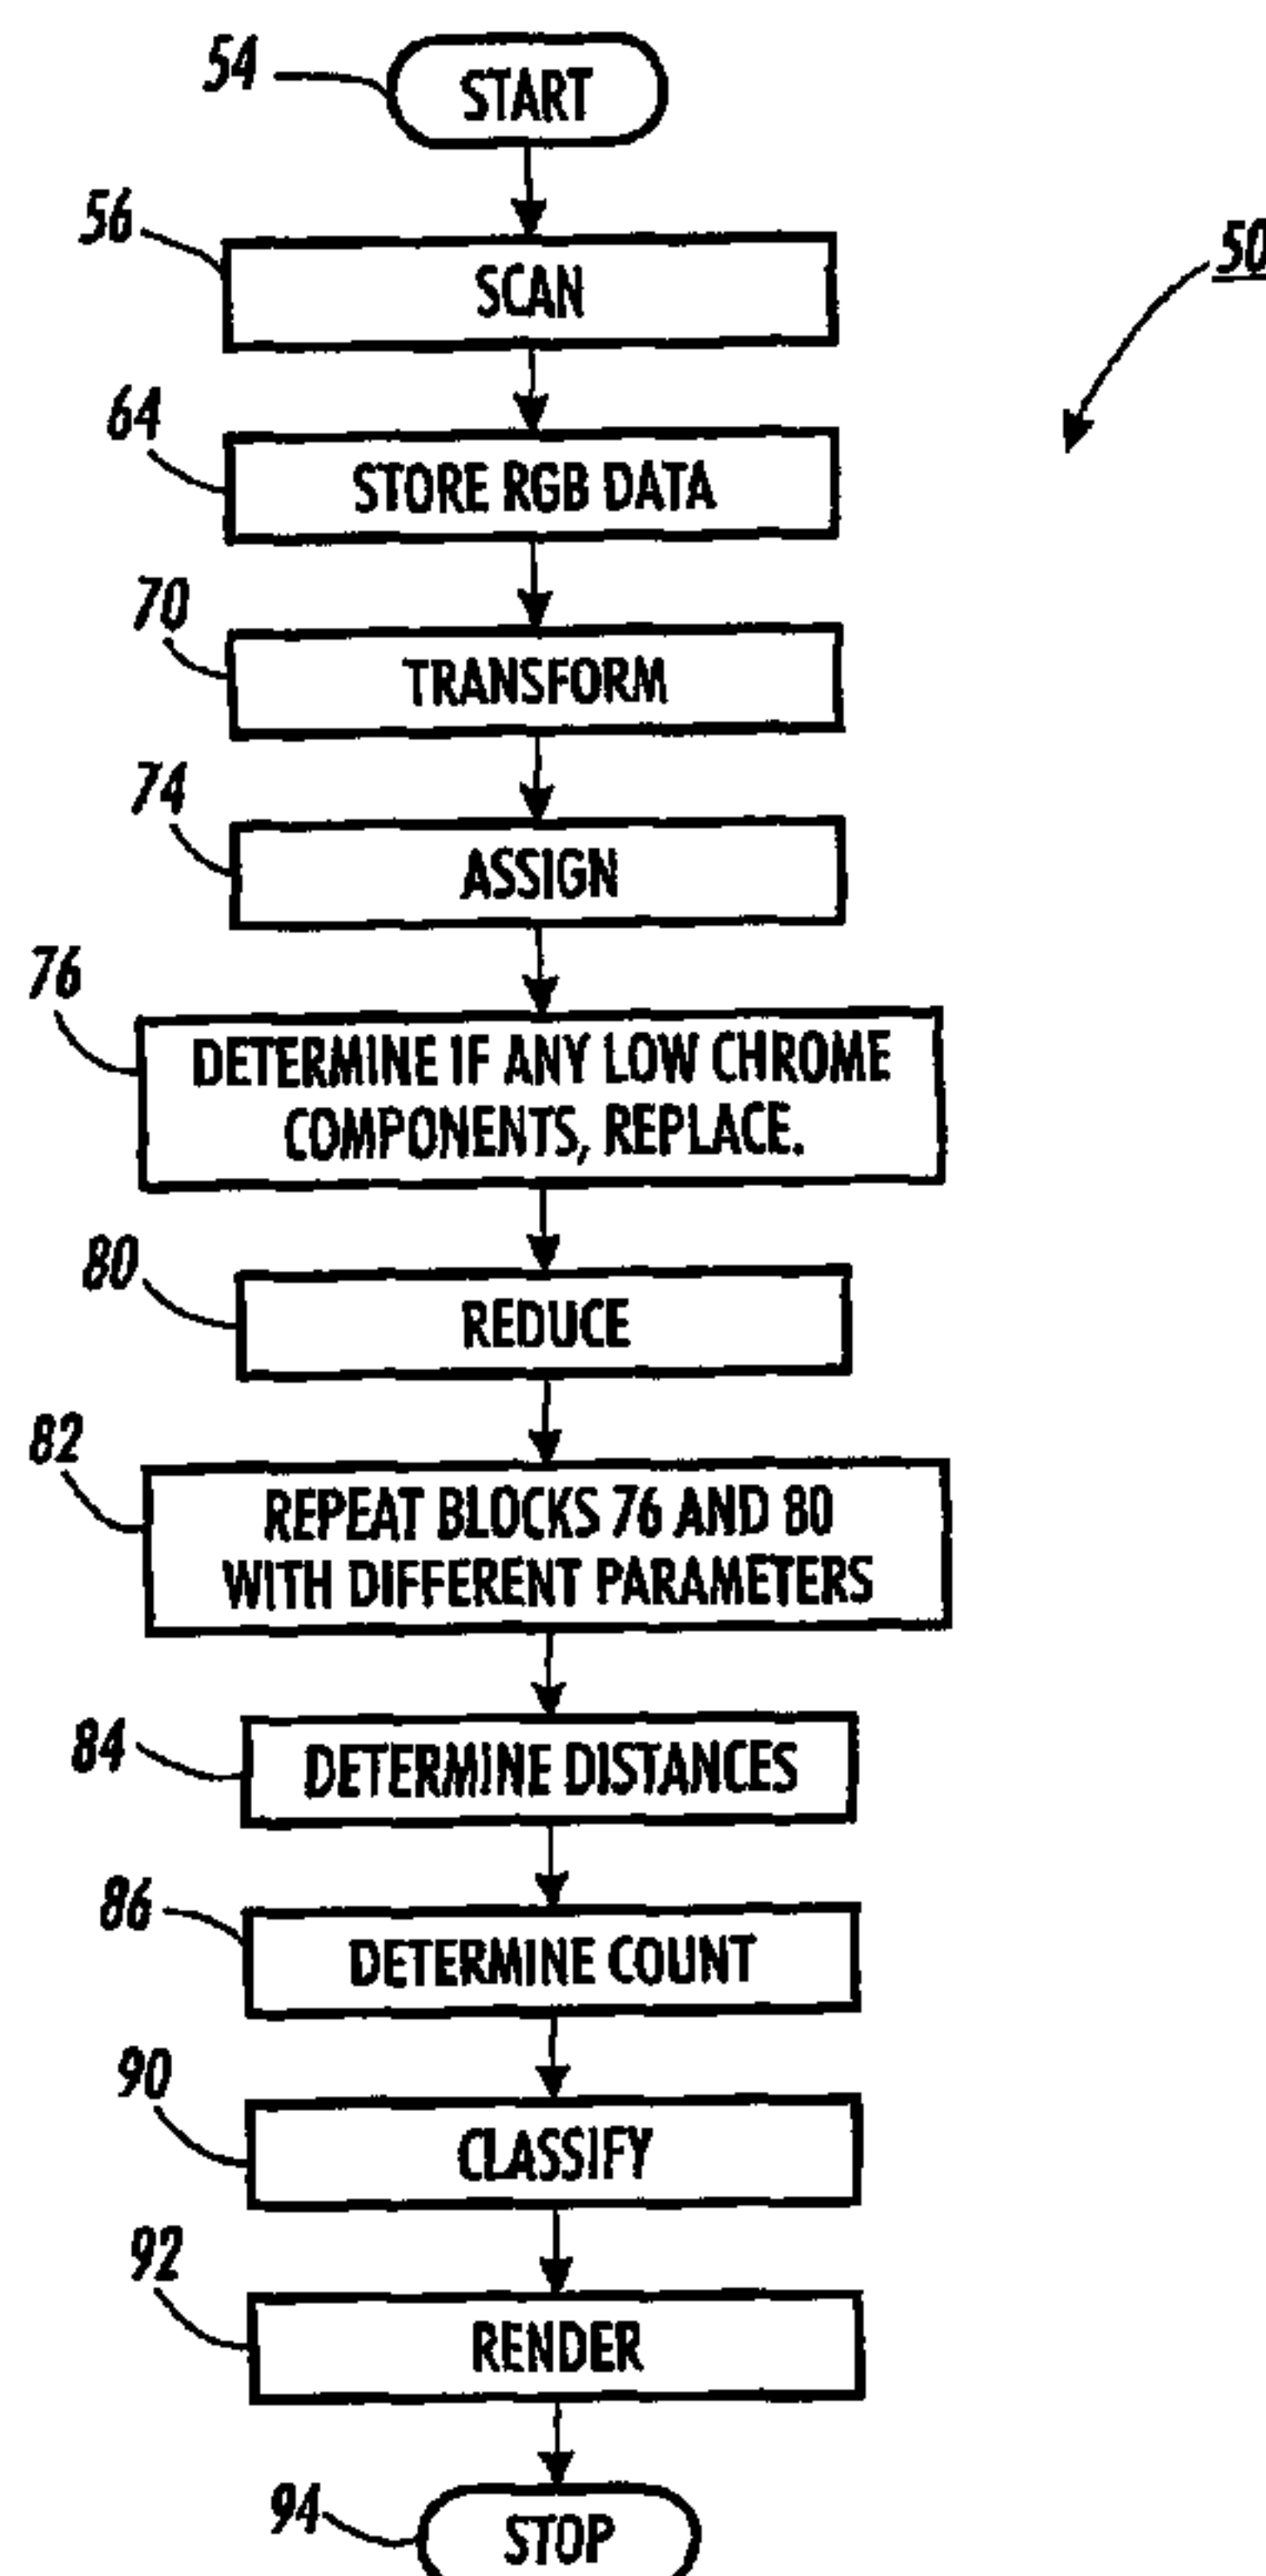 54
START
56
SCAN
50
64
STORE RGB DATA
70
TRANSFORM
74
ASSIGN
76
DETERMINE IF ANY LOW CHROME
COMPONENTS, REPLACE.
80
REDUCE
82
REPEAT BLOCKS 76 AND 80
WITH DIFFERENT PARAMETERS
84
DETERMINE DISTANCES
86
DETERMINE COUNT
90
CLASSIFY
92
RENDER
94
STOP